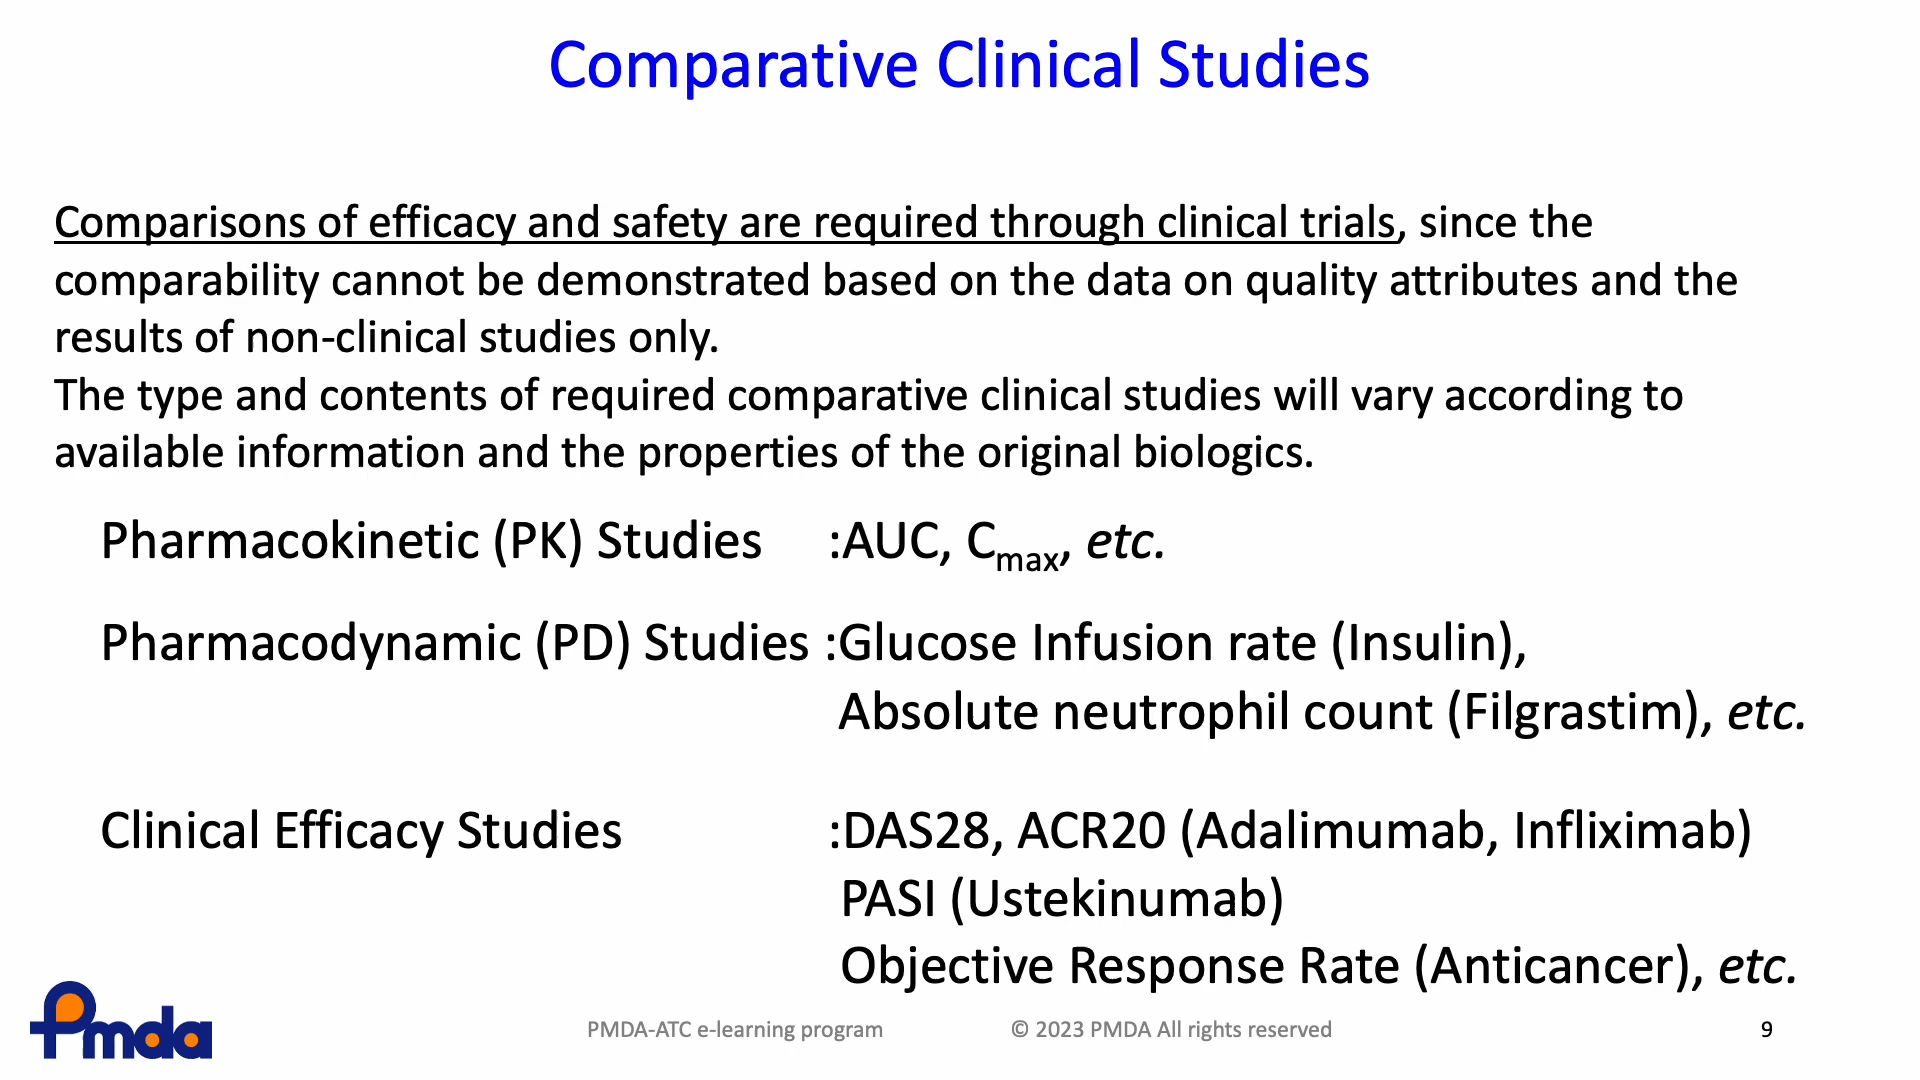 Comparative Clinical Studies
Comparisons of efficacy and safety are required through clinical trials, since the
comparability cannot be demonstrated based on the data on quality attributes and the
results of non-clinical studies only.
The type and contents of required comparative clinical studies will vary according to
available information and the properties of the original biologics.
Pharmacokinetic (PK) Studies :AUC, Cmax, etc.
Pharmacodynamic (PD) Studies :Glucose Infusion rate (Insulin),
Absolute neutrophil count (Filgrastim), etc.
Clinical Efficacy Studies :DAS28, ACR20 (Adalimumab, Infliximab)
PASI (Ustekinumab)
Objective Response Rate (Anticancer), etc.
Pmda
PMDA-ATC e-learning program © 2023 PMDA All rights reserved 9